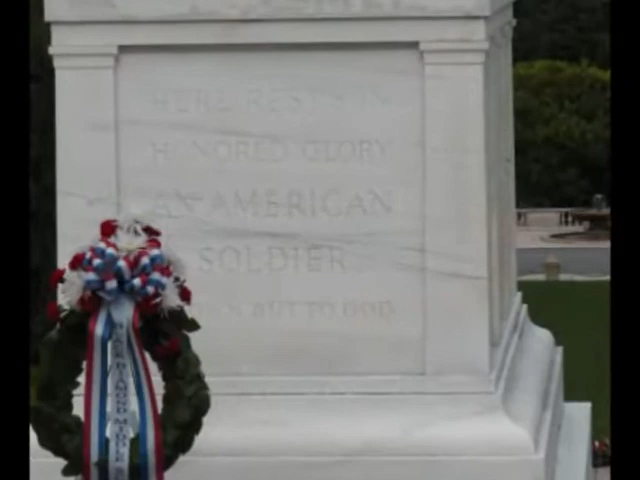 HERE RESTS IN
HONORED GLORY
AN AMERICAN
SOLDIER
BUT TO GOD